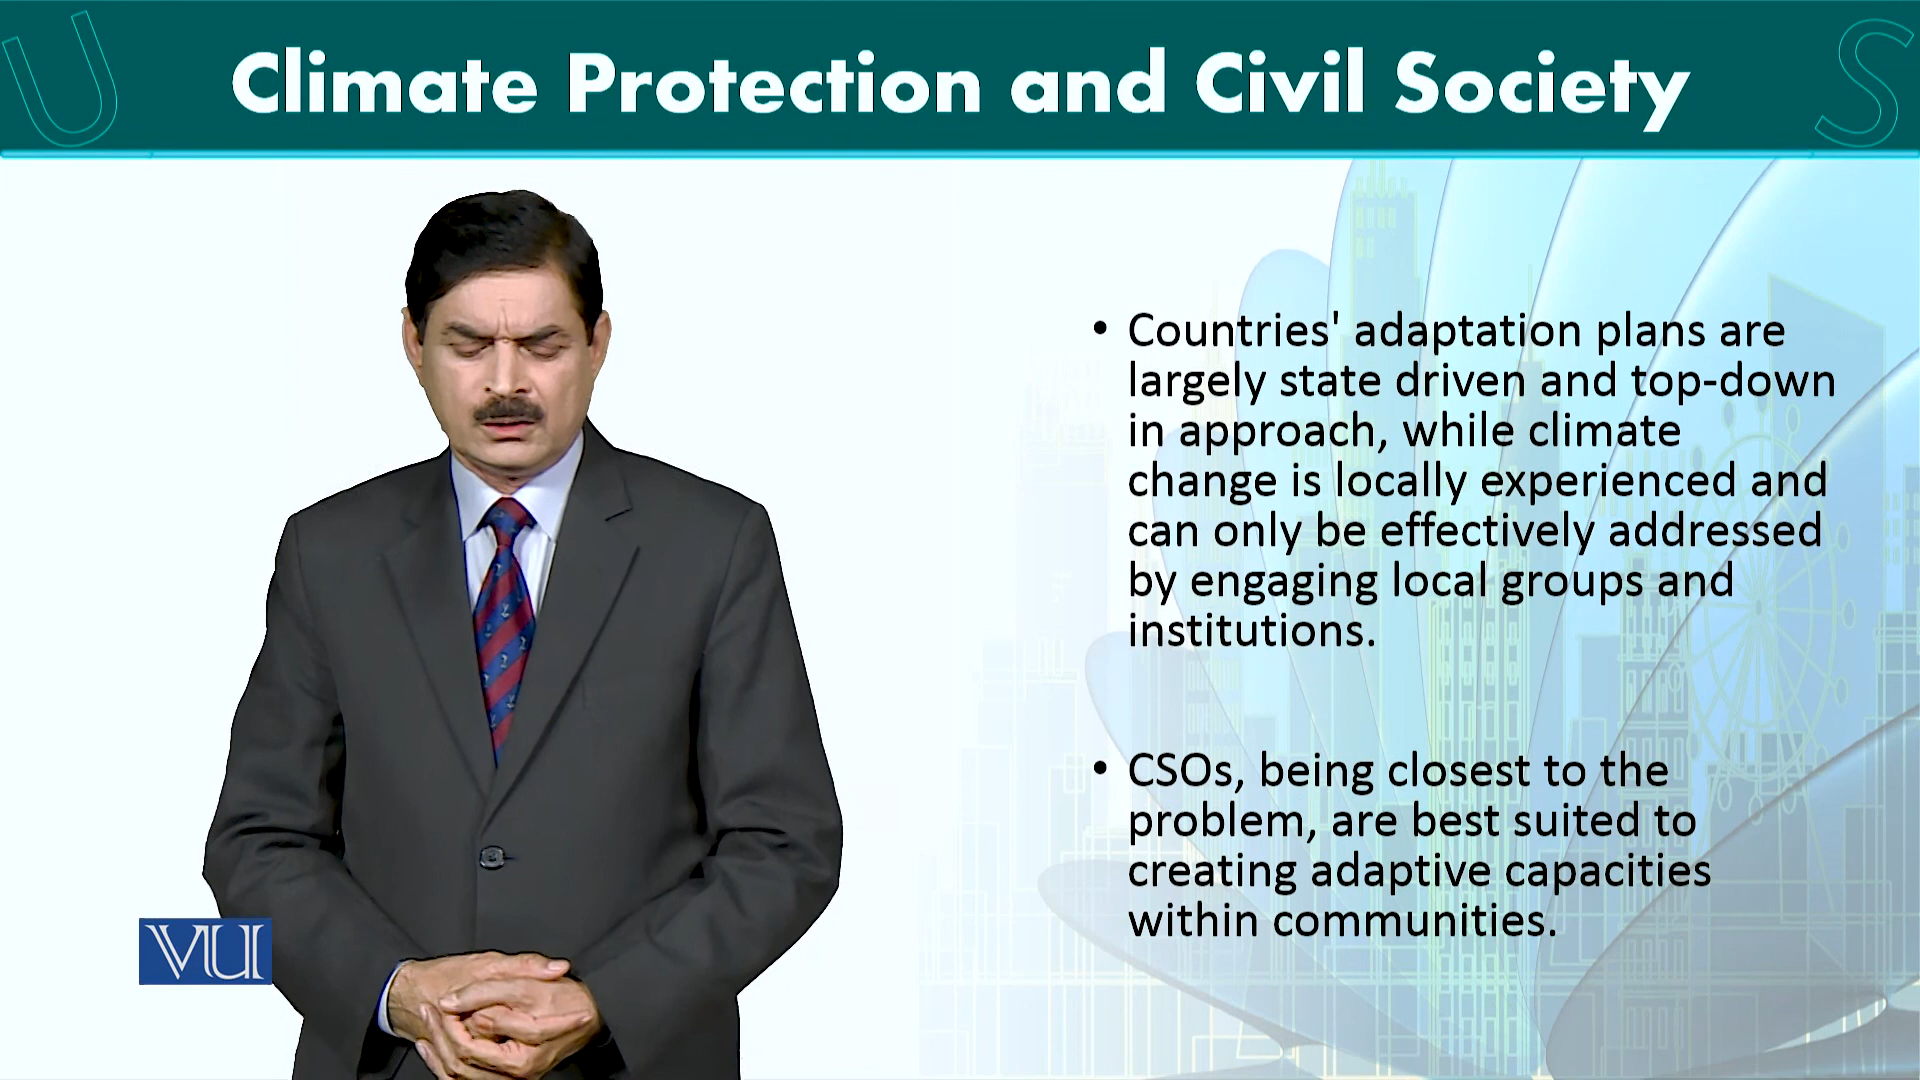 U
Climate Protection and Civil Society
S
• Countries' adaptation plans are
largely state driven and top-down
in approach, while climate
change is locally experienced and
can only be effectively addressed
by engaging local groups and
institutions.
• CSOs, being closest to the
problem, are best suited to
creating adaptive capacities
within communities.
VU